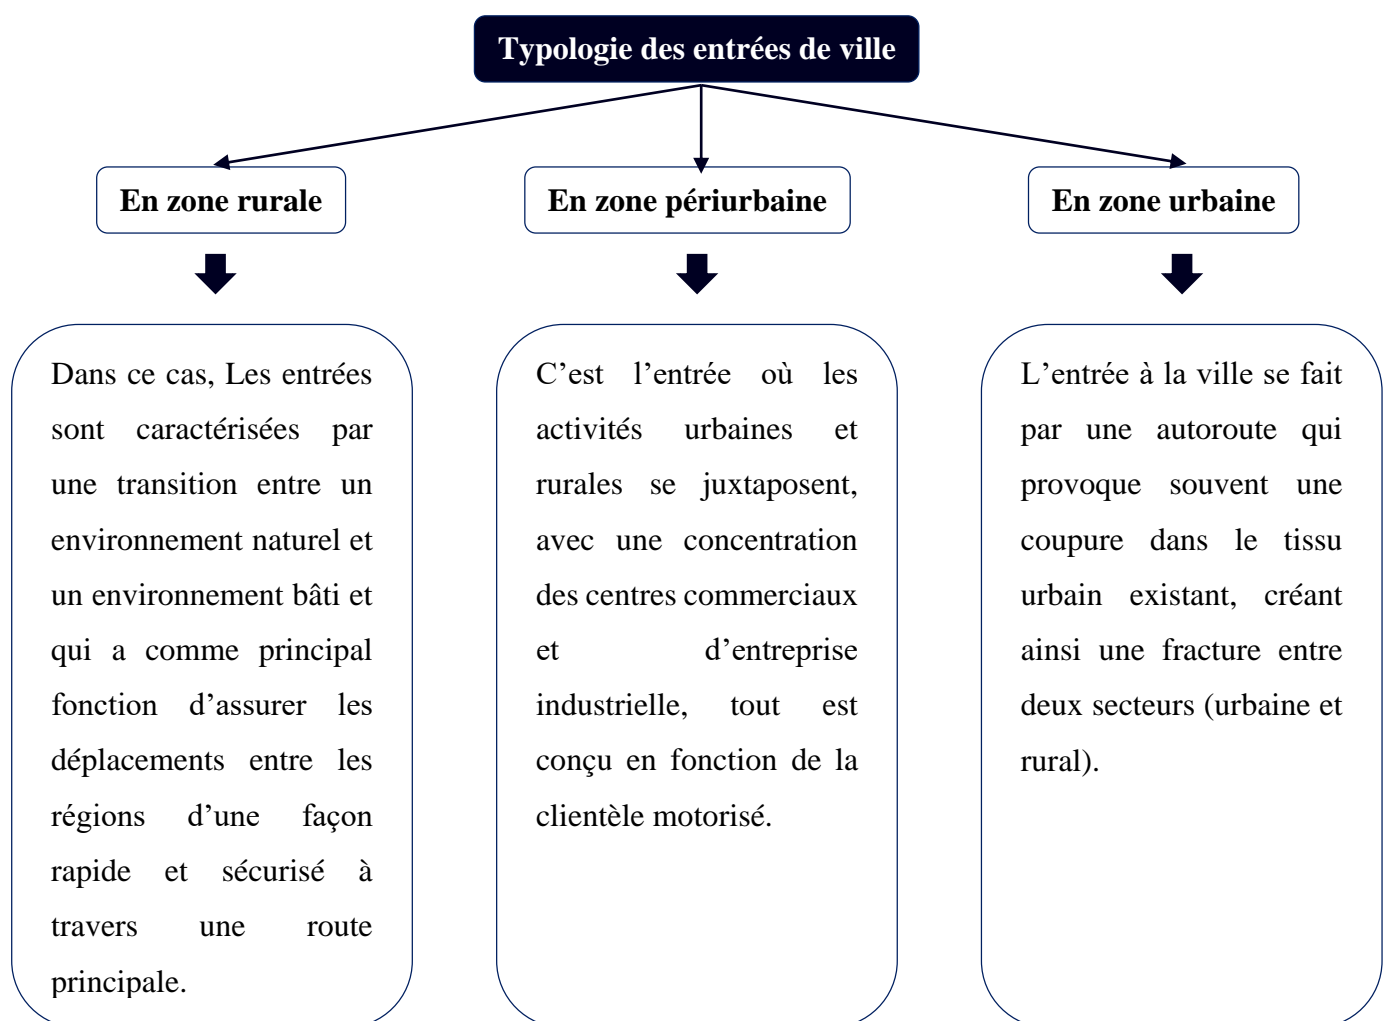 Typologie des entrées de ville
En zone rurale
En zone périurbaine
En zone urbaine
Dans ce cas, Les entrées
sont caractérisées par
une transition entre un
environnement naturel et
un environnement bâti et
qui a comme principal
fonction d’assurer les
déplacements entre les
régions d’une façon
rapide et sécurisé à
travers une route
principale.
C’est l’entrée où les
activités urbaines et
rurales se juxtaposent,
avec une concentration
des centres commerciaux
et d’entreprise
industrielle, tout est
conçu en fonction de la
clientèle motorisé.
L’entrée à la ville se fait
par une autoroute qui
provoque souvent une
coupure dans le tissu
urbain existant, créant
ainsi une fracture entre
deux secteurs (urbaine et
rural).